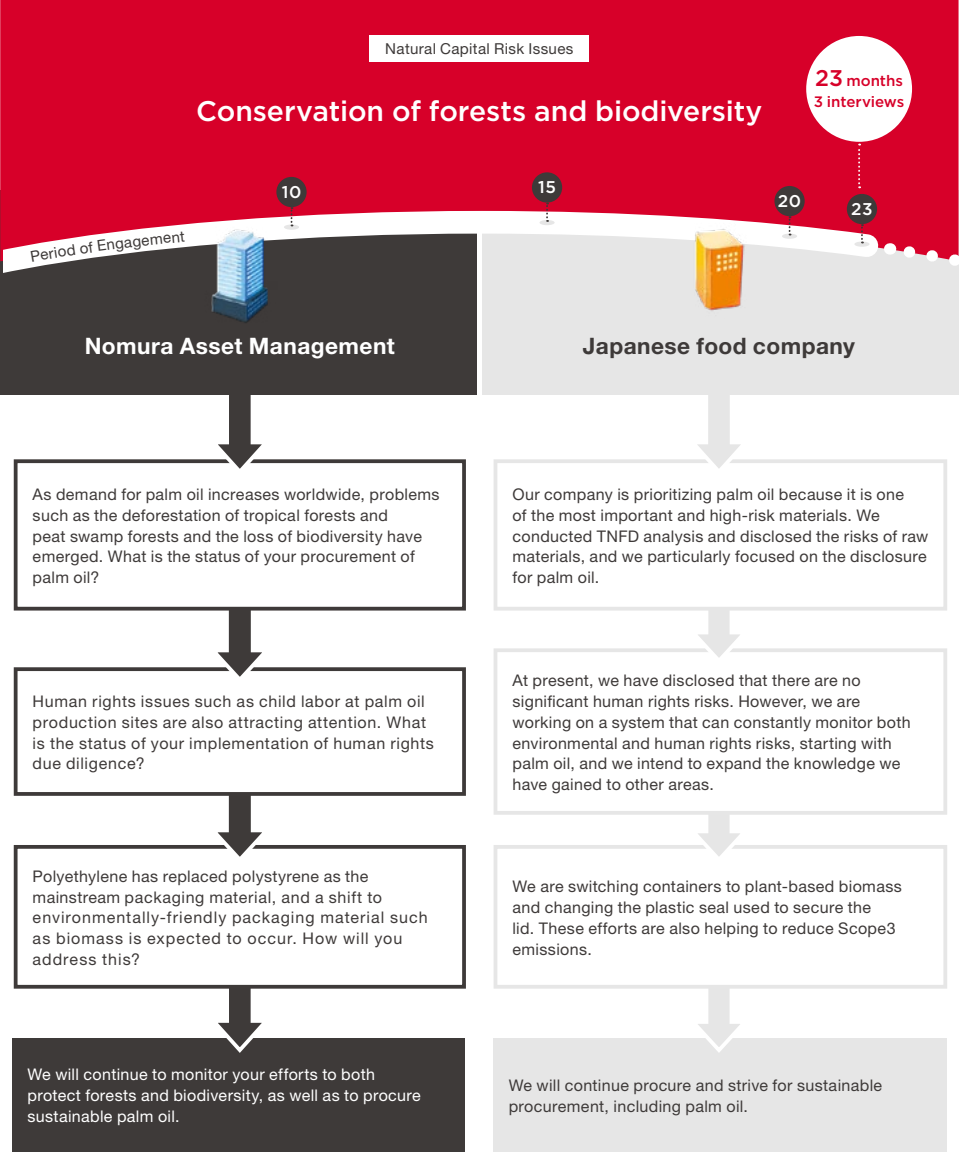 Natural Capital Risk Issues
23 months
3 interviews
Conservation of forests and biodiversity
10
15
20
23
Period of Engagement
Nomura Asset Management
Japanese food company
As demand for palm oil increases worldwide, problems
such as the deforestation of tropical forests and
peat swamp forests and the loss of biodiversity have
emerged. What is the status of your procurement of
palm oil?
Our company is prioritizing palm oil because it is one
of the most important and high-risk materials. We
conducted TNFD analysis and disclosed the risks of raw
materials, and we particularly focused on the disclosure
for palm oil.
Human rights issues such as child labor at palm oil
production sites are also attracting attention. What
is the status of your implementation of human rights
due diligence?
At present, we have disclosed that there are no
significant human rights risks. However, we are
working on a system that can constantly monitor both
environmental and human rights risks, starting with
palm oil, and we intend to expand the knowledge we
have gained to other areas.
Polyethylene has replaced polystyrene as the
mainstream packaging material, and a shift to
environmentally-friendly packaging material such
as biomass is expected to occur. How will you
address this?
We are switching containers to plant-based biomass
and changing the plastic seal used to secure the
lid. These efforts are also helping to reduce Scope3
emissions.
We will continue to monitor your efforts to both
protect forests and biodiversity, as well as to procure
sustainable palm oil.
We will continue procure and strive for sustainable
procurement, including palm oil.